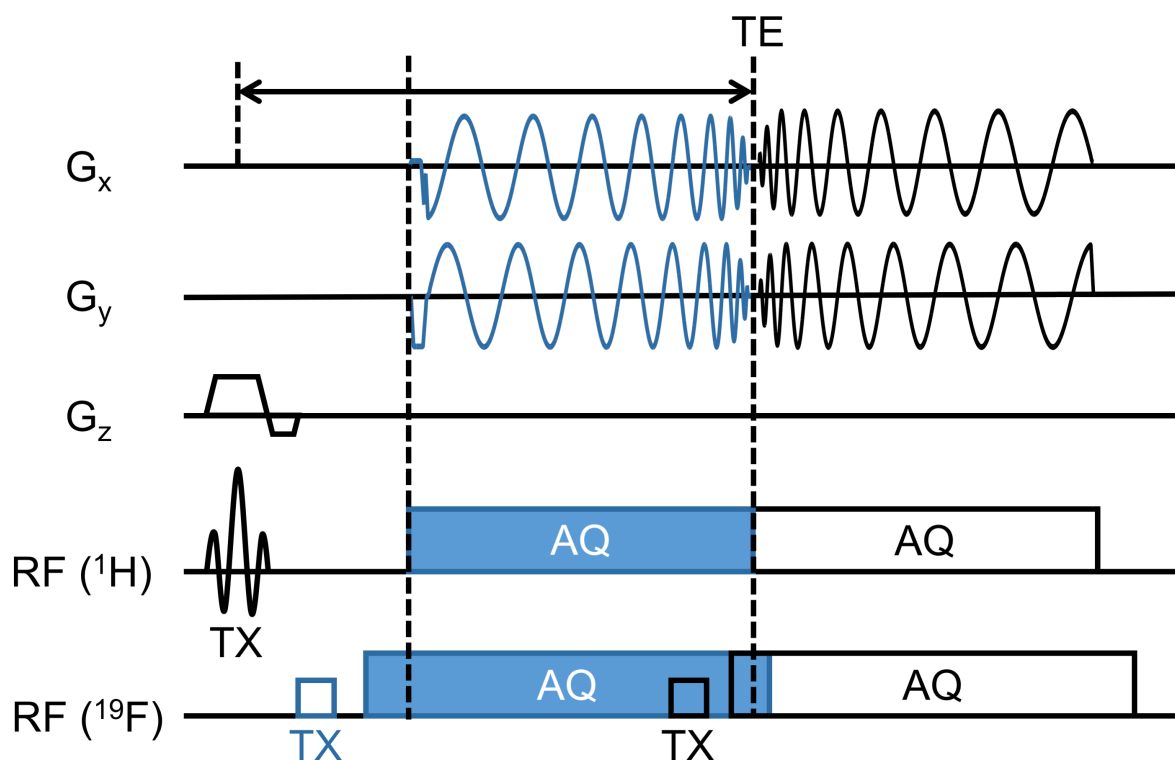 TE
Gx
Gy
Gz
AQ AQ
RF (1H)
TX
AQ AQ
RF (19F)
TX TX